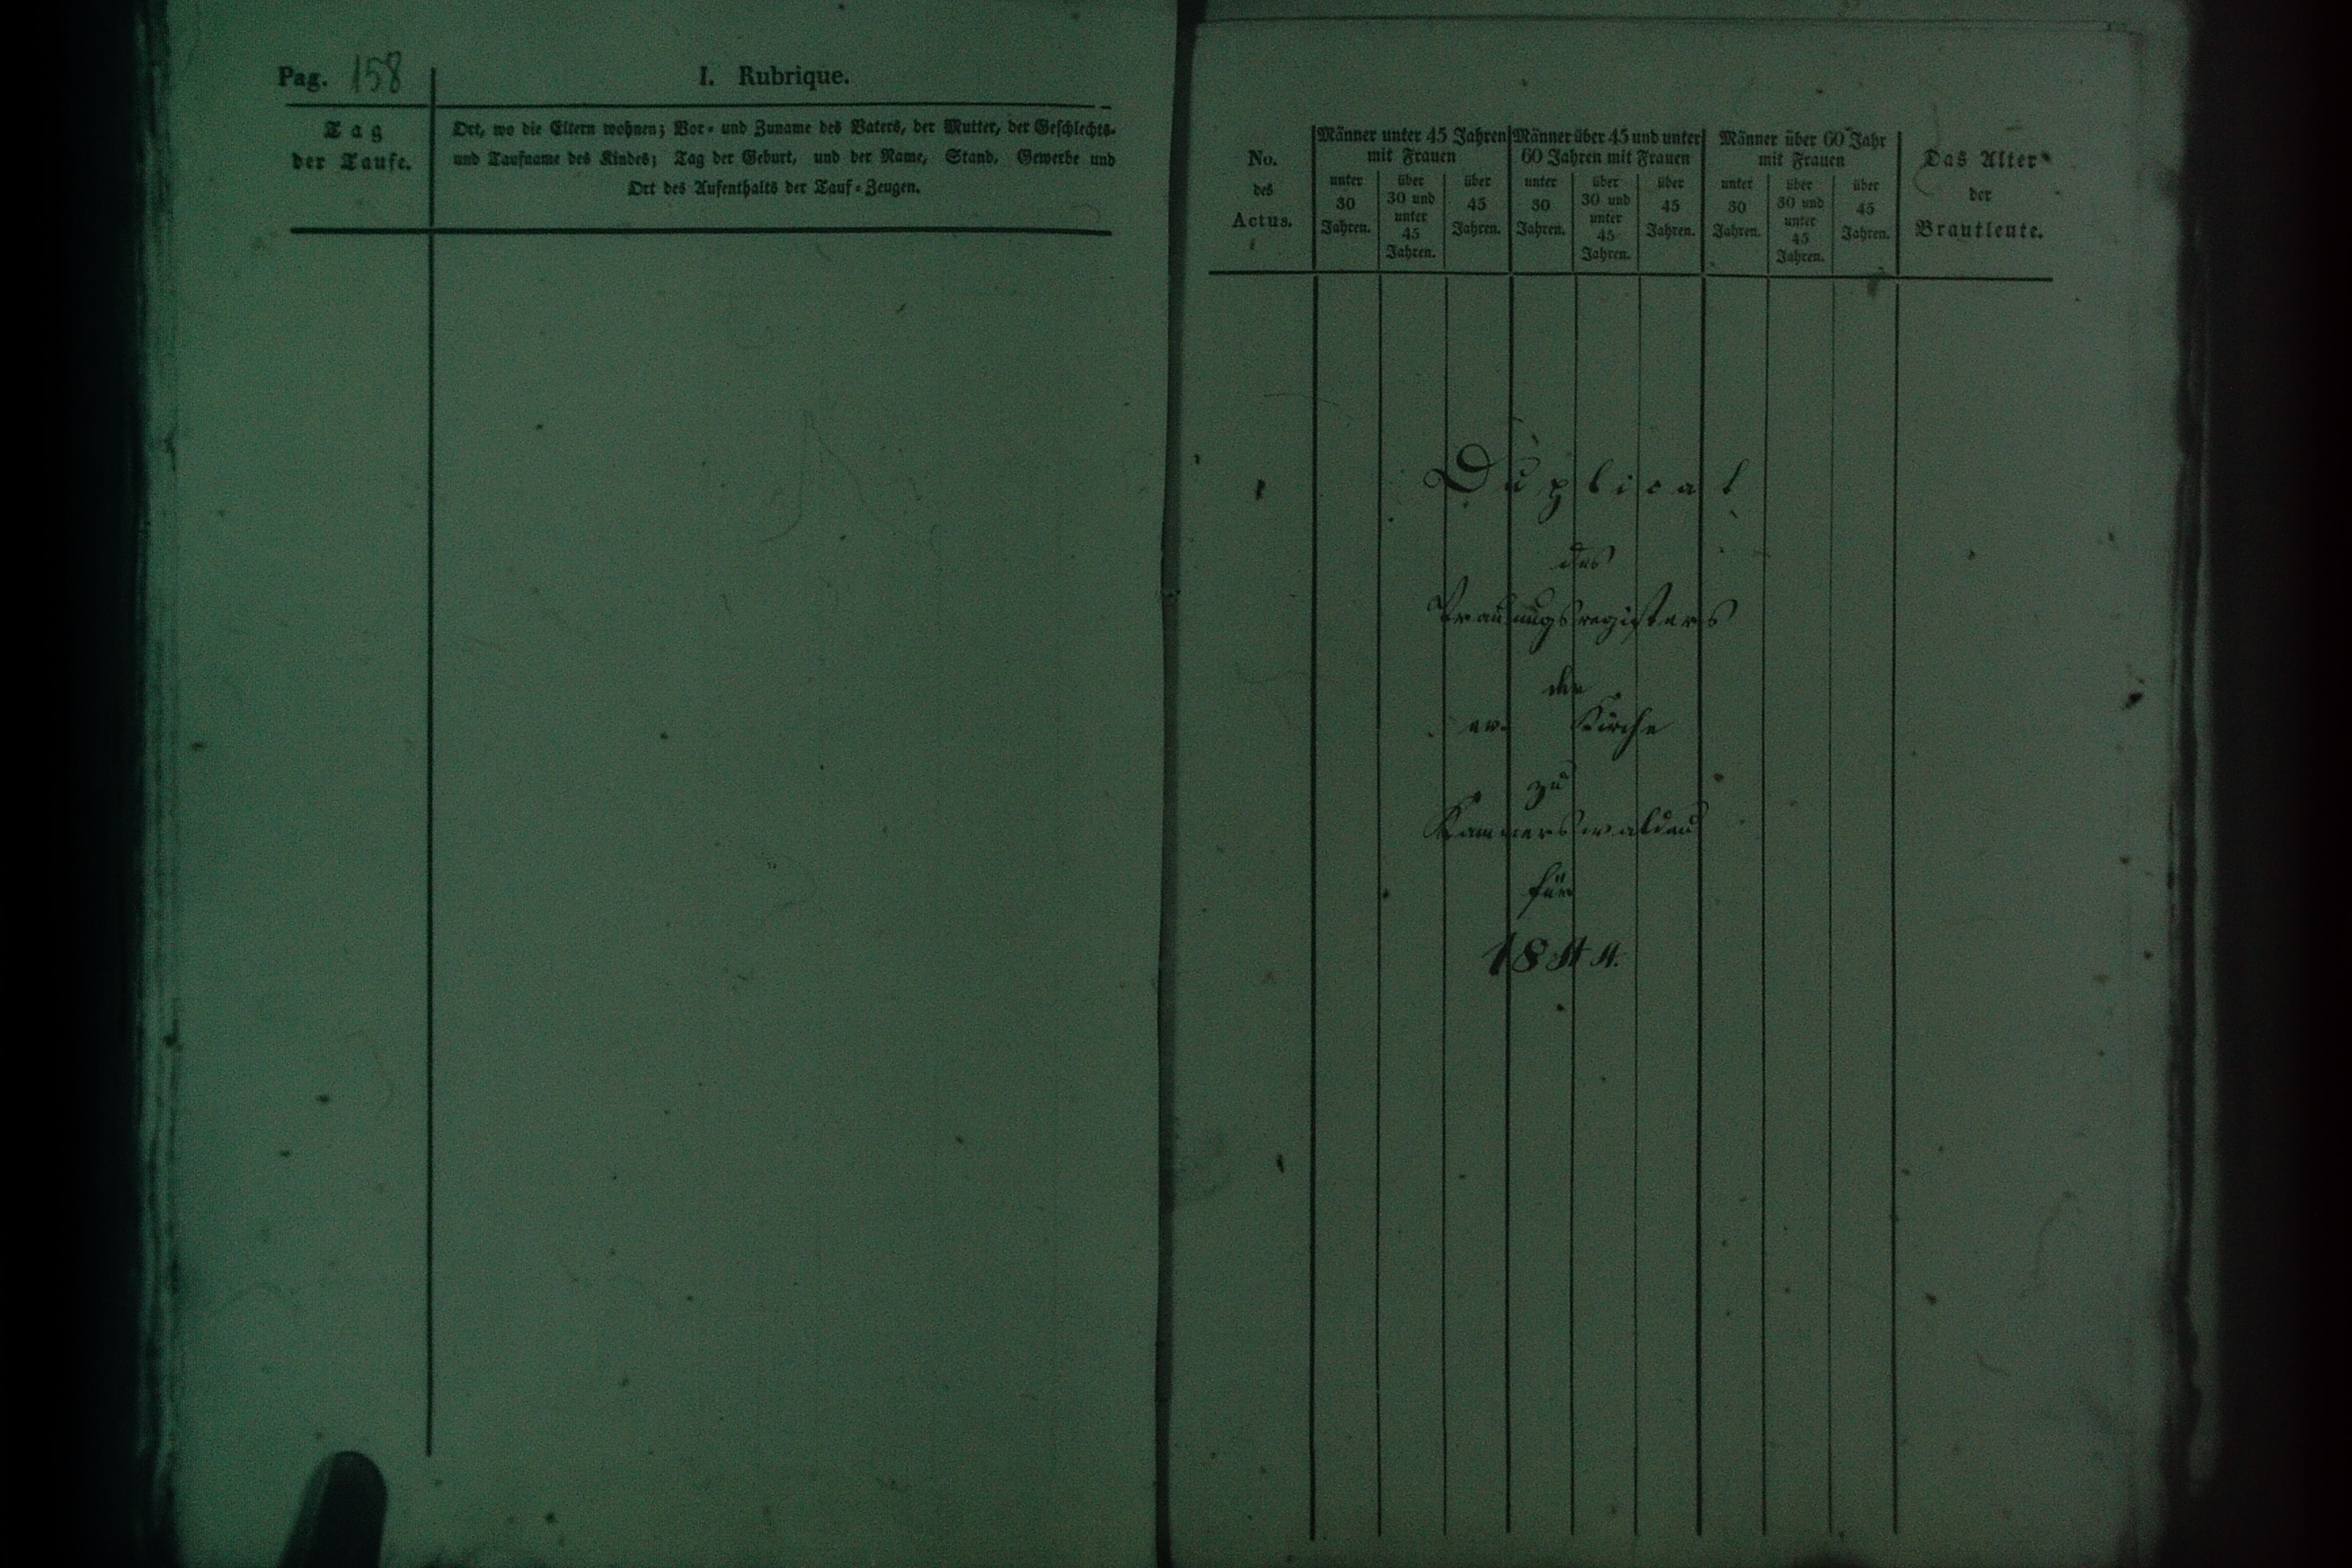 Pag. 158
I. Rubrique.
Tag
der Taufe.
Ort, wo die Eltern wohnen; Vor- und Zuname des Vaters, der Mutter, der Geschlechts-
und Taufname des Kindes; Tag der Geburt, und der Name, Stand, Gewerbe und
Ort des Aufenthalts der Tauf-Zeugen.
No.
des
Actus.
Männer unter 45 Jahren
mit Frauen
unter
30
Jahren.
über
30 und
unter
45
Jahren.
über
45
Jahren.
Männer über 45 und unter
60 Jahren mit Frauen
unter
30
Jahren.
über
30 und
unter
45
Jahren.
über
45
Jahren.
Männer über 60 Jahr
mit Frauen
unter
30
Jahren.
über
30 und
unter
45
Jahren.
über
45
Jahren.
Das Alter
der
Brautleute.
Duplicat
des
Trauungsregisters
der
ev. Kirche
zu
Kammerswaldau
für
1844.